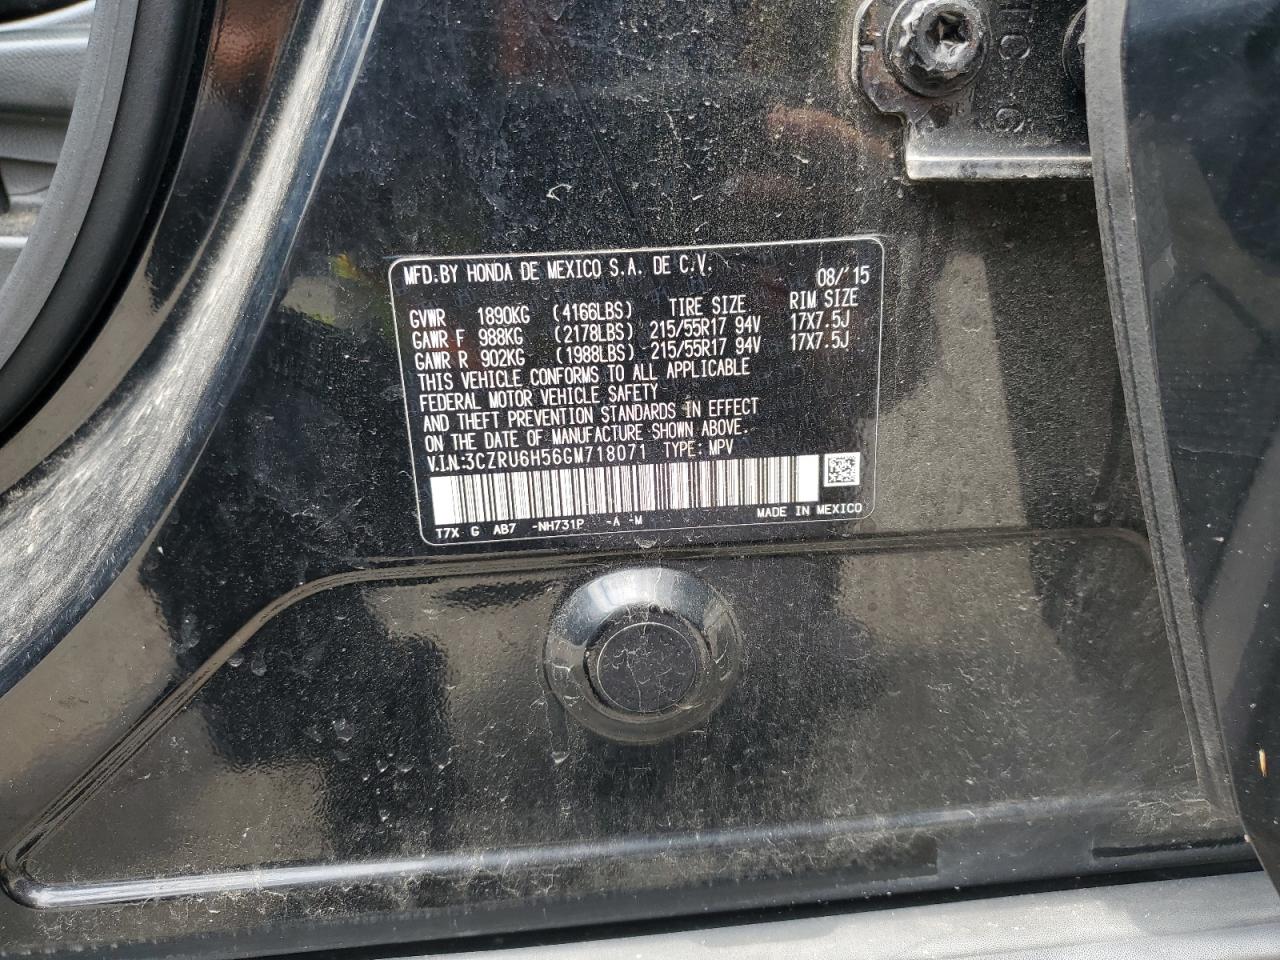 MFD.BY HONDA DE MEXICO S.A. DE C.V. 08/'15
GVWR 1890KG (4166LBS) TIRE SIZE RIM SIZE
GAWR F 988KG (2178LBS) 215/55R17 94V 17X7.5J
GAWR R 902KG (1988LBS) 215/55R17 94V 17X7.5J
THIS VEHICLE CONFORMS TO ALL APPLICABLE
FEDERAL MOTOR VEHICLE SAFETY
AND THEFT PREVENTION STANDARDS IN EFFECT
ON THE DATE OF MANUFACTURE SHOWN ABOVE.
V.I.N:3CZRU6H56GM718071 TYPE: MPV
T7X G AB7 -NH731P -A -M MADE IN MEXICO